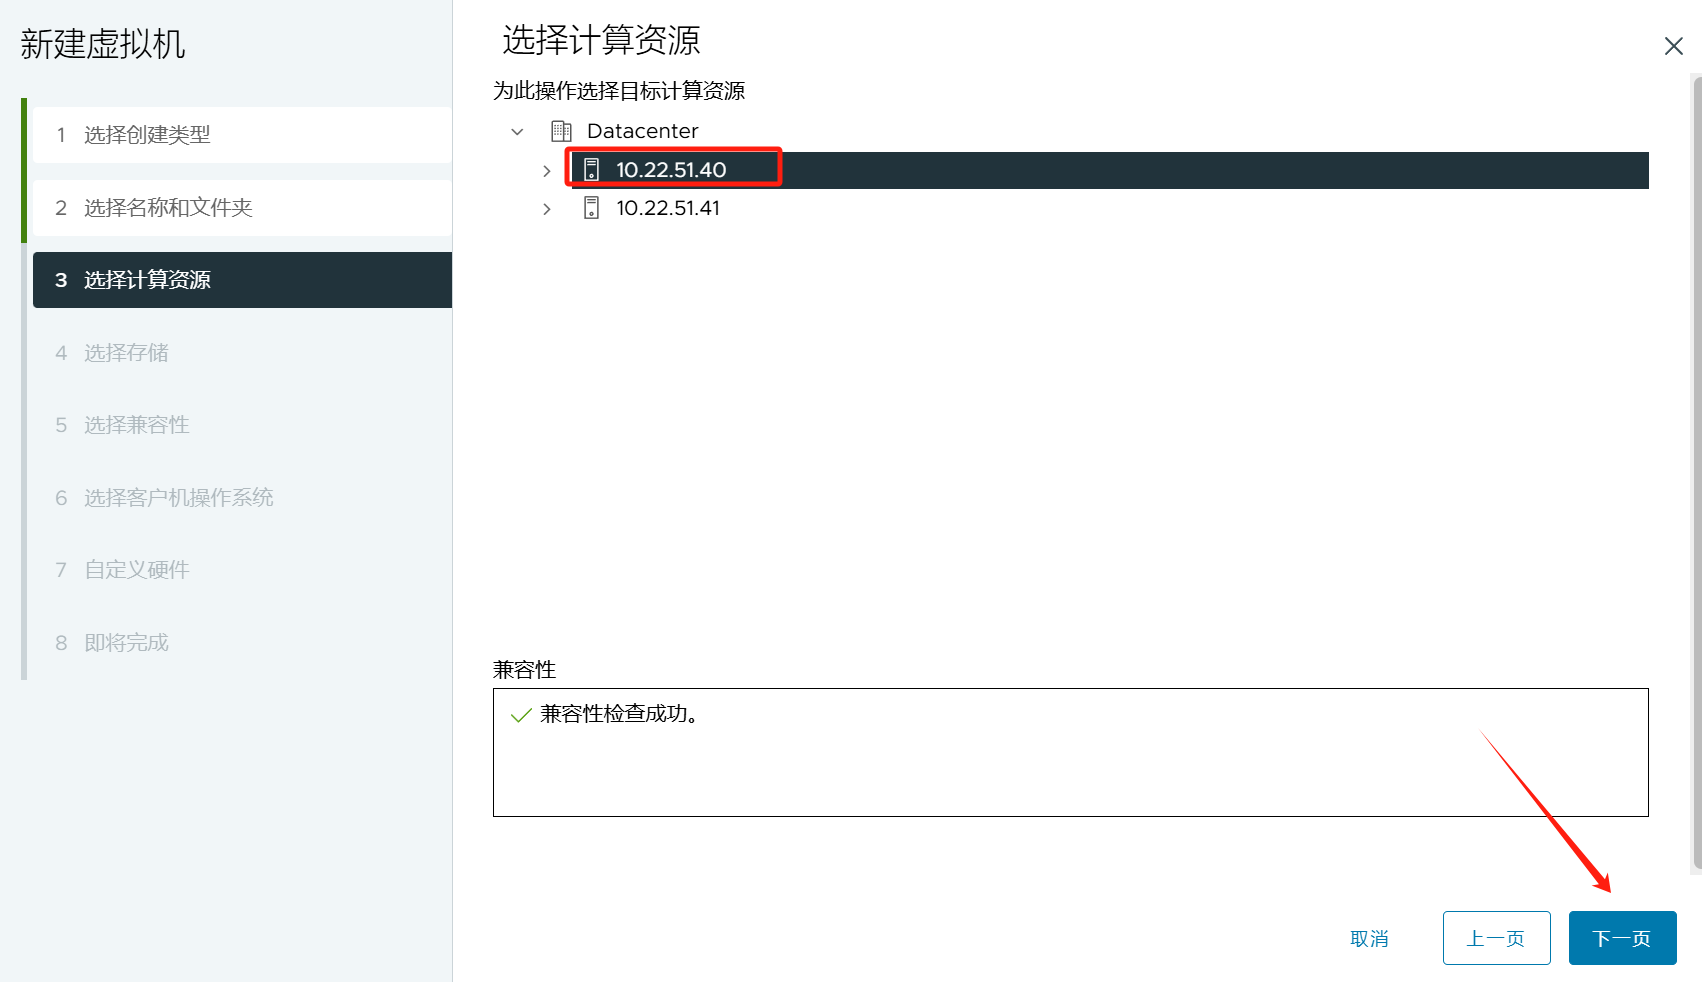 新建虚拟机
1 选择创建类型
2 选择名称和文件夹
3 选择计算资源
4 选择存储
5 选择兼容性
6 选择客户机操作系统
7 自定义硬件
8 即将完成
选择计算资源
为此操作选择目标计算资源
Datacenter
10.22.51.40
10.22.51.41
兼容性
兼容性检查成功。
取消 上一页 下一页